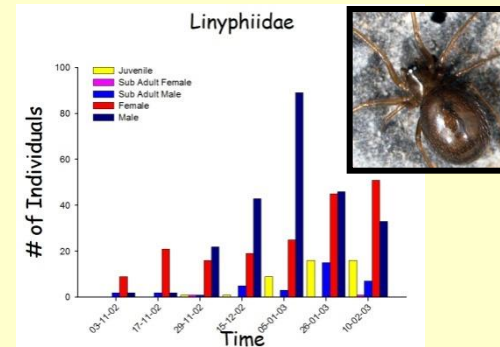 Linyphiidae
# of Individuals
100
80
60
40
20
0
Juvenile
Sub Adult Female
Sub Adult Male
Female
Male
03-11-02
17-11-02
29-11-02
15-12-02
05-01-03
26-01-03
10-02-03
Time